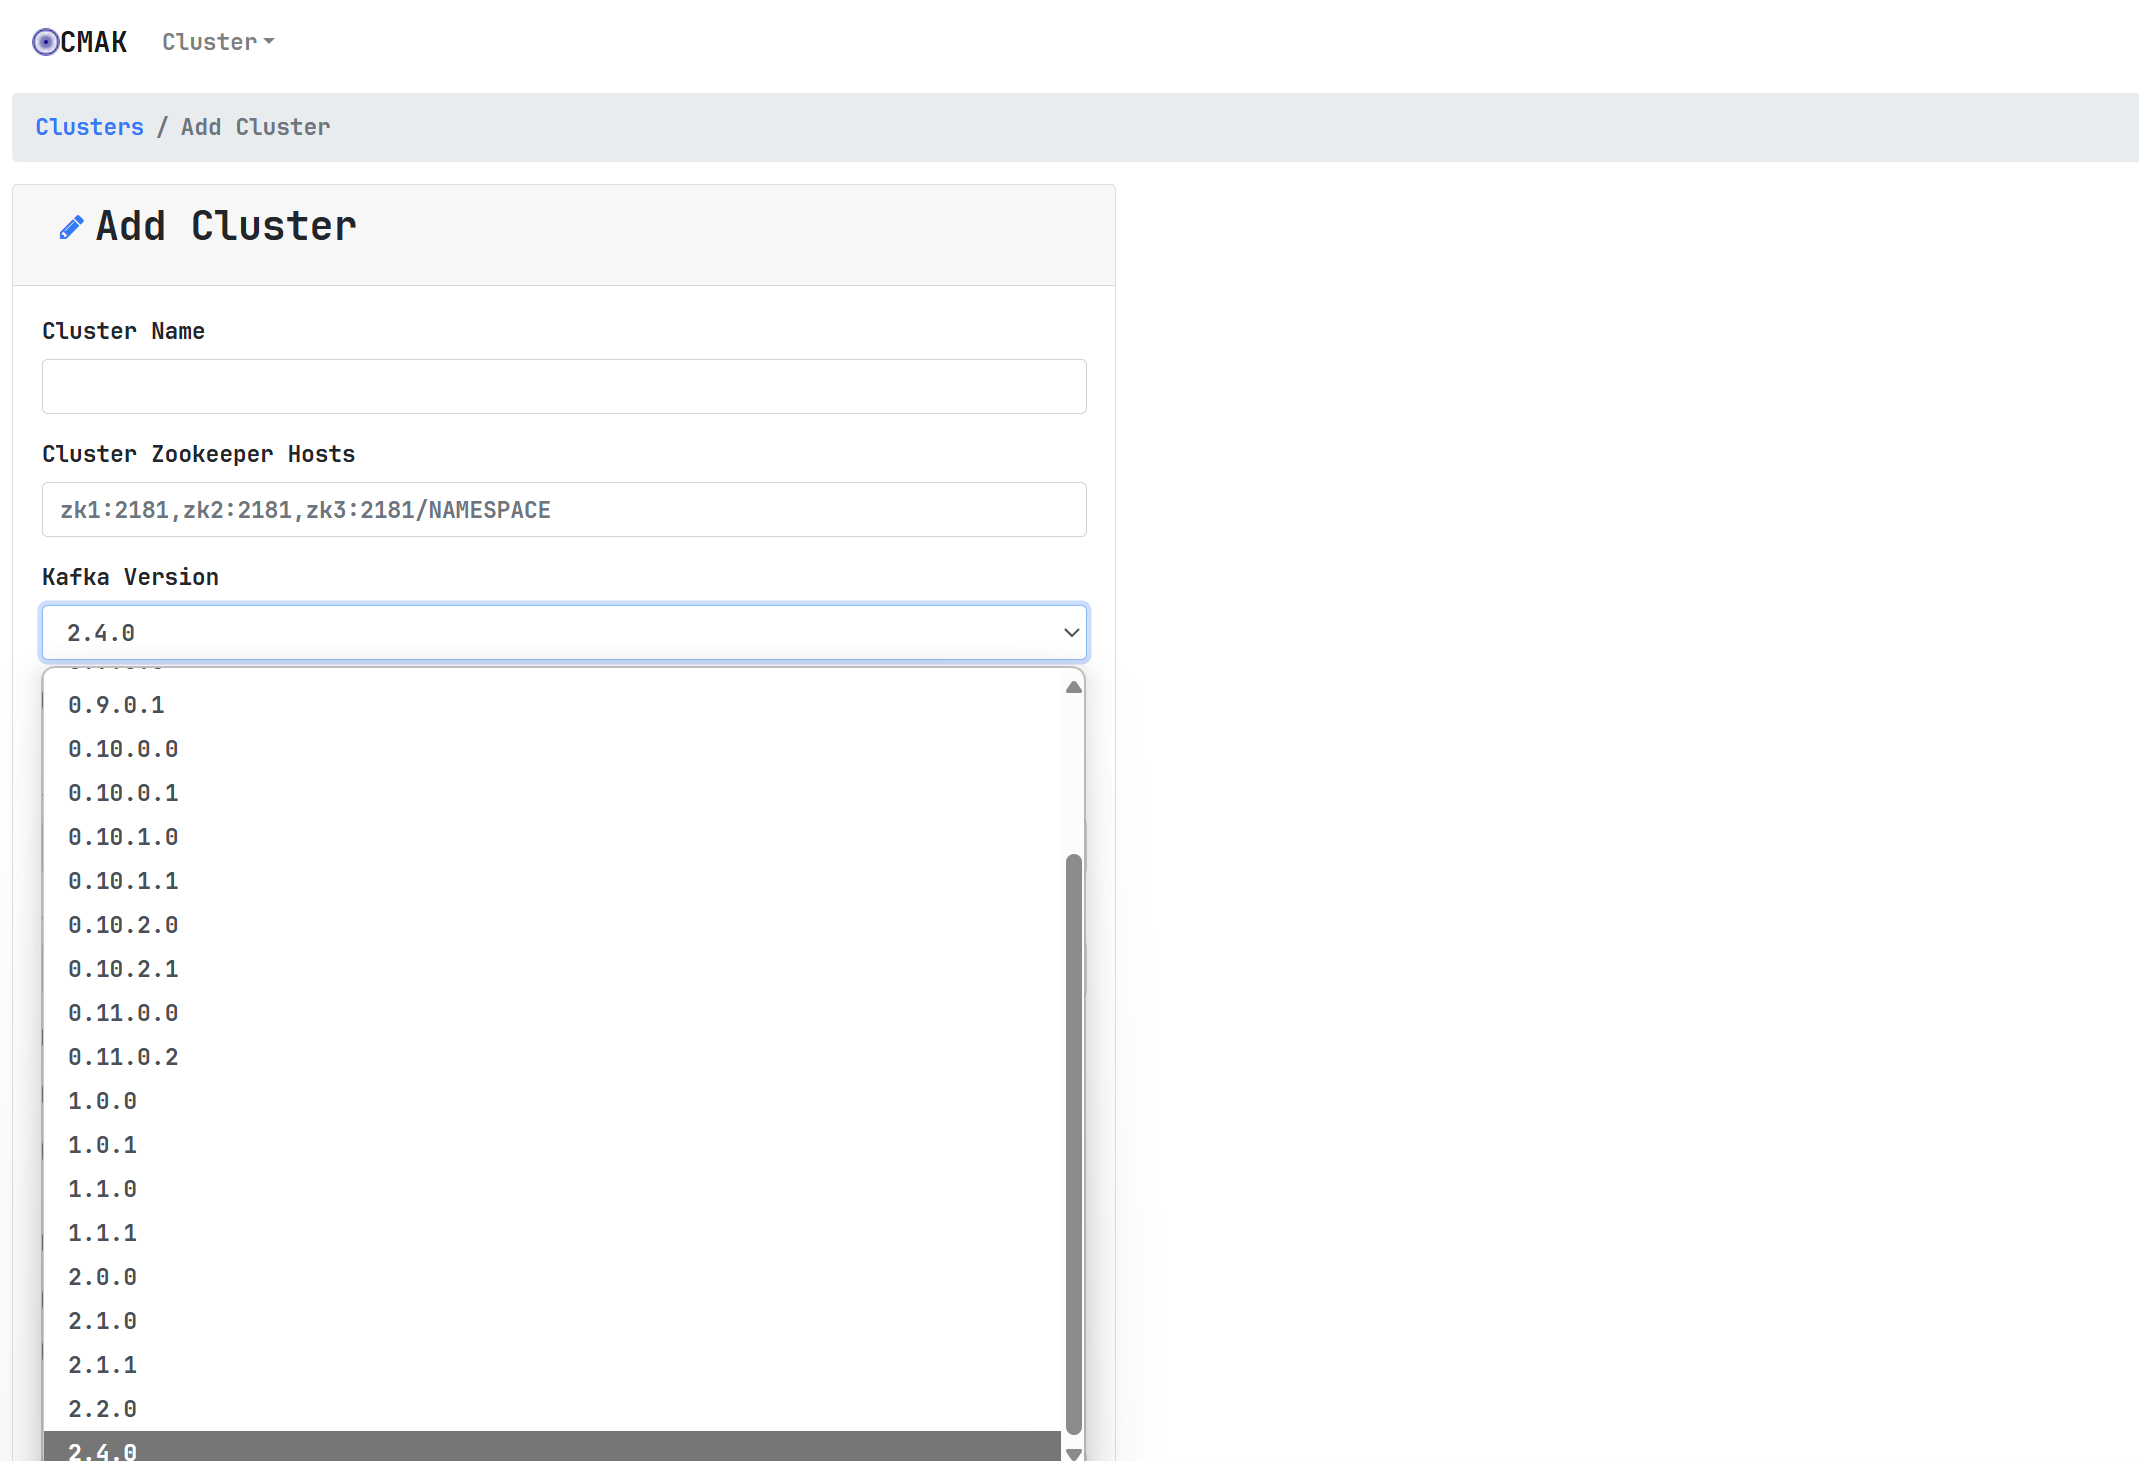 CMAK Cluster
Clusters / Add Cluster
Add Cluster
Cluster Name
Cluster Zookeeper Hosts
zk1:2181,zk2:2181,zk3:2181/NAMESPACE
Kafka Version
2.4.0
0.9.0.1
0.10.0.0
0.10.0.1
0.10.1.0
0.10.1.1
0.10.2.0
0.10.2.1
0.11.0.0
0.11.0.2
1.0.0
1.0.1
1.1.0
1.1.1
2.0.0
2.1.0
2.1.1
2.2.0
2.4.0